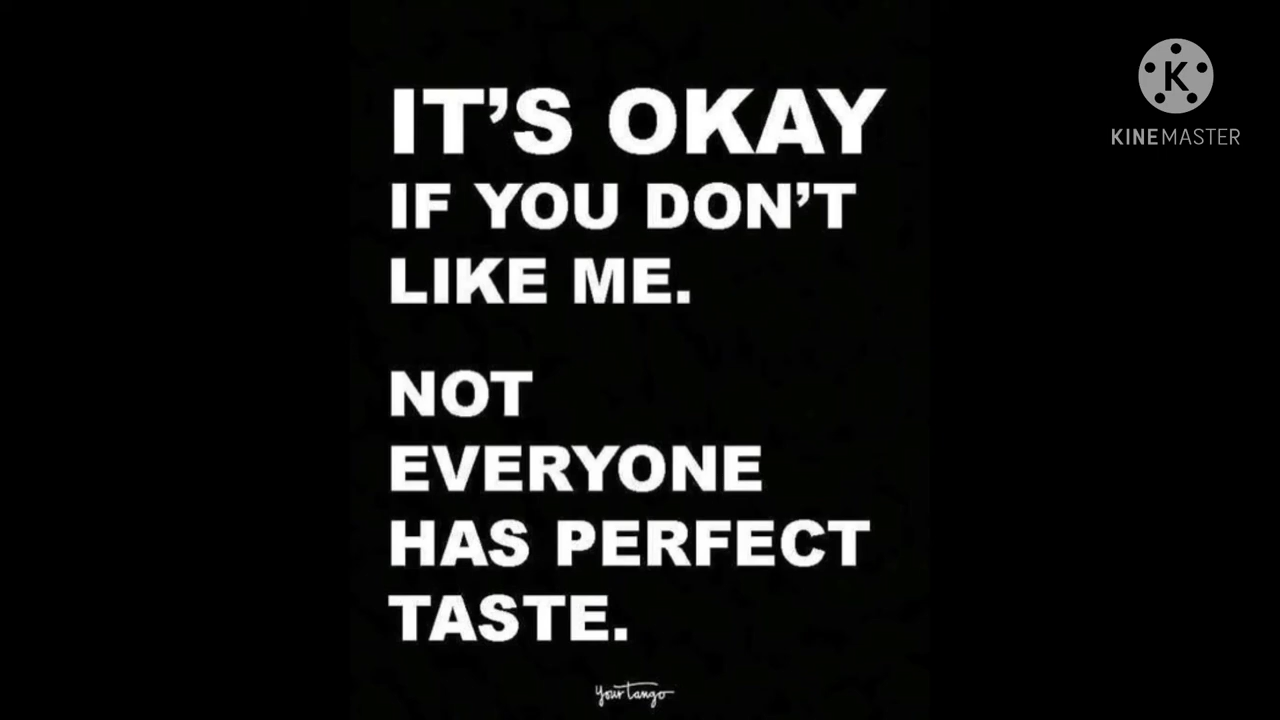 IT’S OKAY
IF YOU DON’T
LIKE ME.
NOT
EVERYONE
HAS PERFECT
TASTE.
Yourtango
K
KINEMASTER